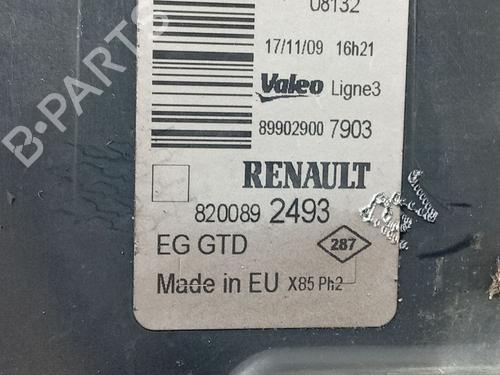 08132
17/11/09 16h21
Valeo Ligne3
89902900 7903
RENAULT
820089 2493
EG GTD 287
Made in EU X85 Ph2
B-PARTS